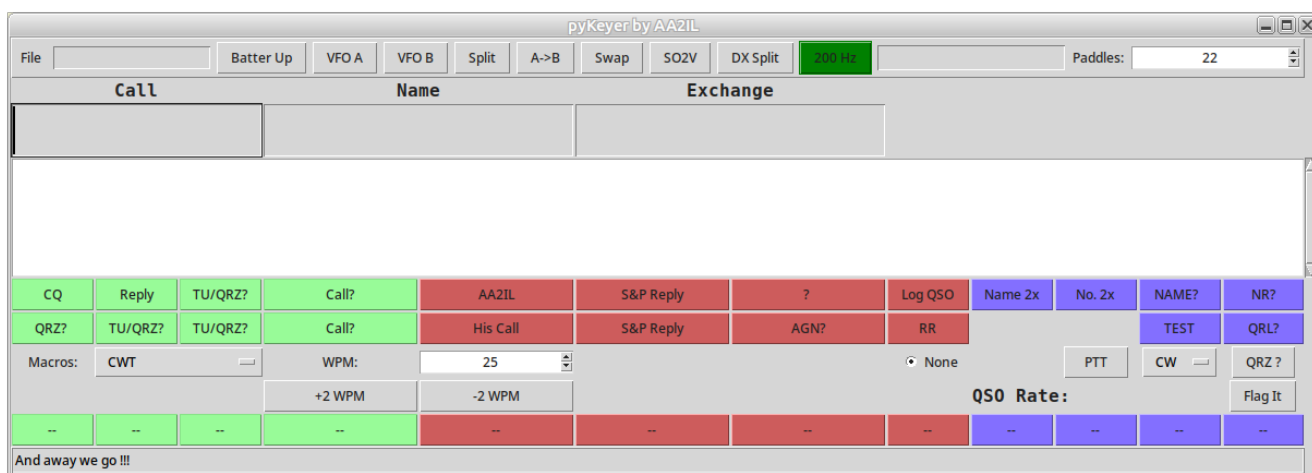 pyKeyer by AA2IL
File Batter Up VFO A VFO B Split A->B Swap SO2V DX Split 200 Hz Paddles: 22
Call Name Exchange
CQ Reply TU/QRZ? Call? AA2IL S&P Reply ? Log QSO Name 2x No. 2x NAME? NR?
QRZ? TU/QRZ? TU/QRZ? Call? His Call S&P Reply AGN? RR TEST QRL?
Macros: CWT WPM: 25 None PTT CW QRZ ?
+2 WPM -2 WPM QSO Rate: Flag It
-- -- -- -- -- -- -- -- -- -- -- --
And away we go !!!